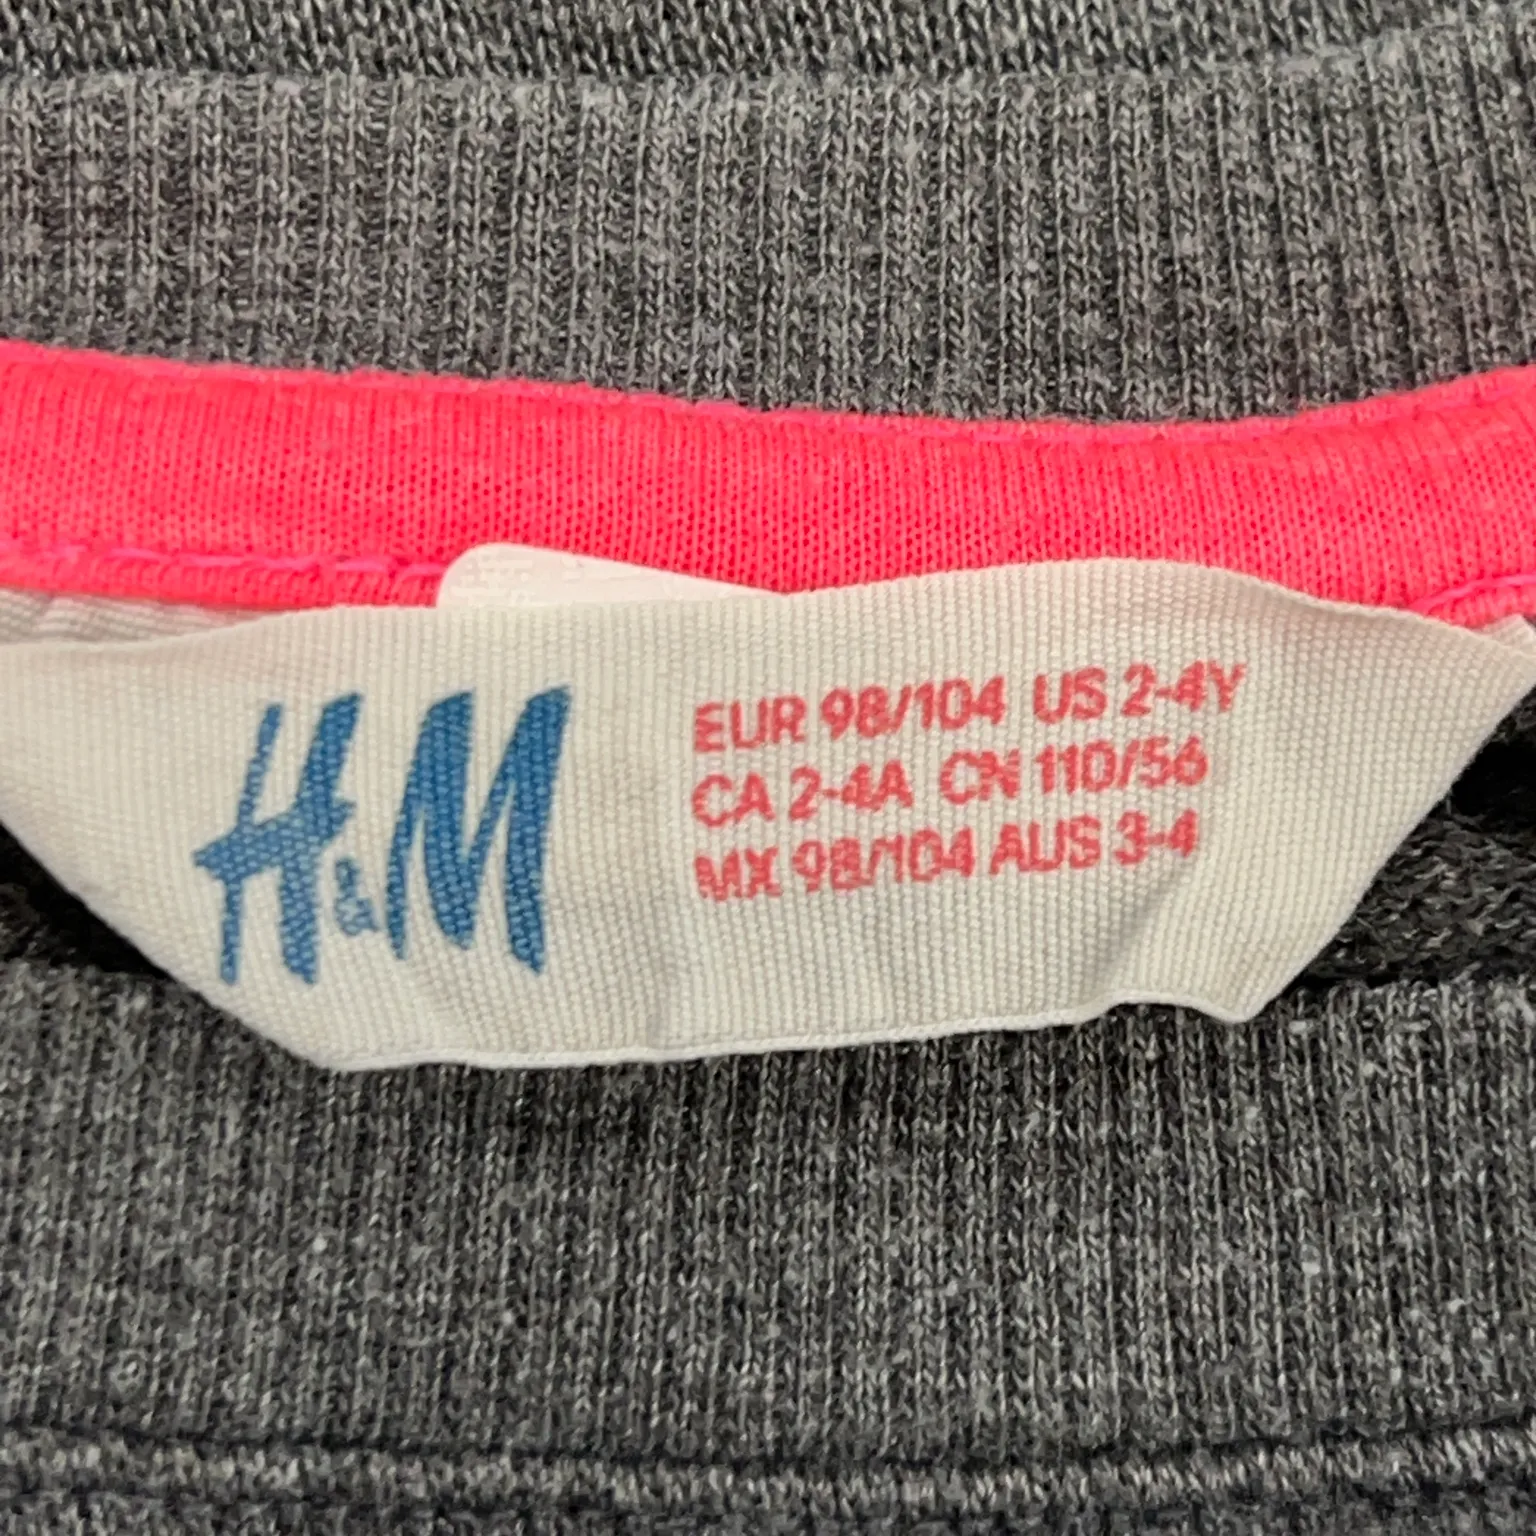 H&M
EUR 98/104 US 2-4Y
CA 2-4A CN 110/56
MX 98/104 AUS 3-4